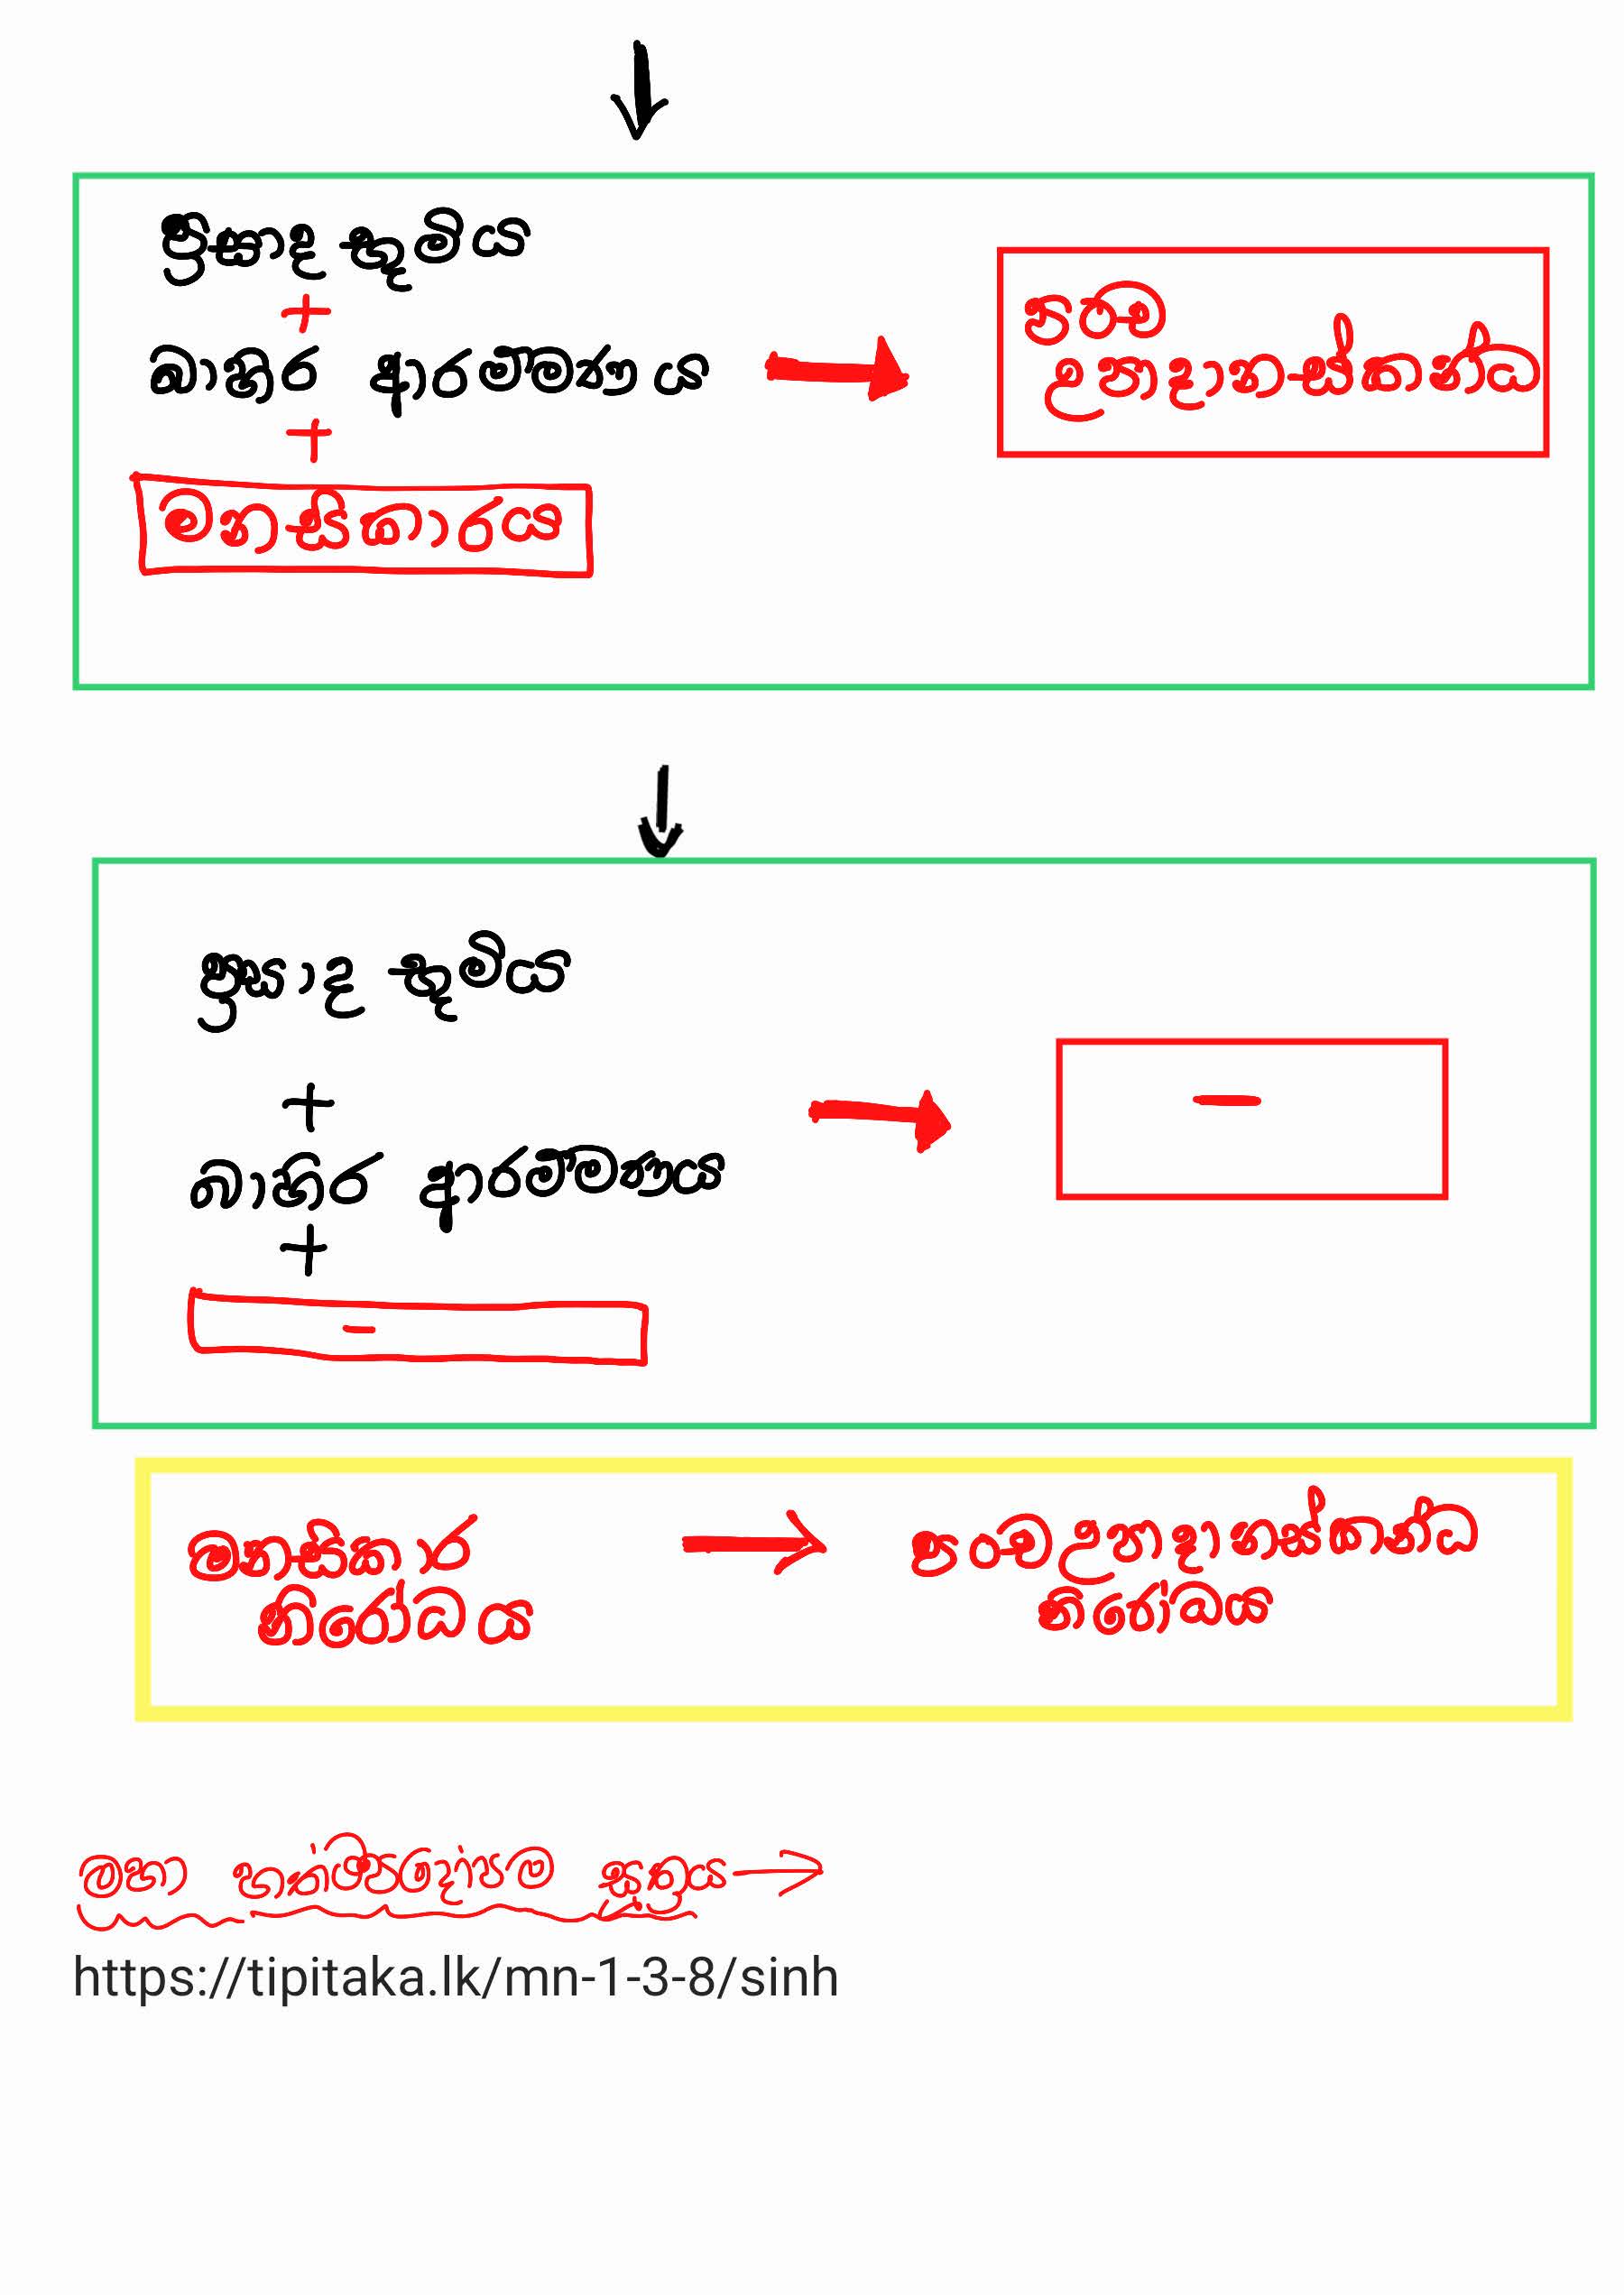 ප්‍රසාද භූමිය
+
බාහිර ආරම්මණය
+
මනසිකාරය
පංච
උපාදානස්කන්ධ
ප්‍රසාද භූමිය
+
බාහිර ආරම්මණය
+
-
-
මනසිකාර
නිරෝධය
පංචඋපාදානස්කන්ධ
නිරෝධය
මහා හත්ථිපදෝපම සූත්‍රය
https://tipitaka.lk/mn-1-3-8/sinh